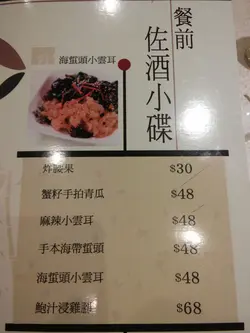 餐前
佐酒小碟
海蜇頭小雲耳
炸腰果 $30
蟹籽手拍青瓜 $48
麻辣小雲耳 $48
手本海帶蜇頭 $48
海蜇頭小雲耳 $48
鮑汁浸雞腳 $68